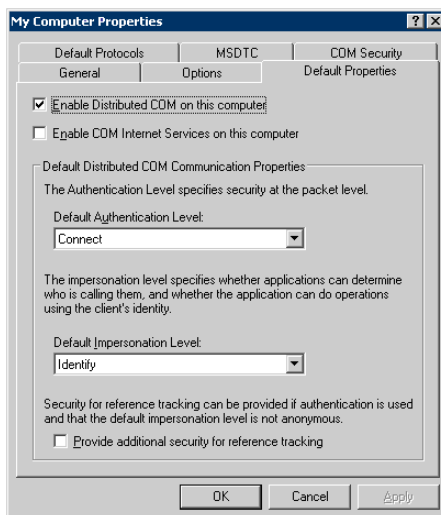 My Computer Properties
Default Protocols MSDTC COM Security
General Options Default Properties
Enable Distributed COM on this computer
Enable COM Internet Services on this computer
Default Distributed COM Communication Properties
The Authentication Level specifies security at the packet level.
Default Authentication Level:
Connect
The impersonation level specifies whether applications can determine
who is calling them, and whether the application can do operations
using the client's identity.
Default Impersonation Level:
Identify
Security for reference tracking can be provided if authentication is used
and that the default impersonation level is not anonymous.
Provide additional security for reference tracking
OK Cancel Apply